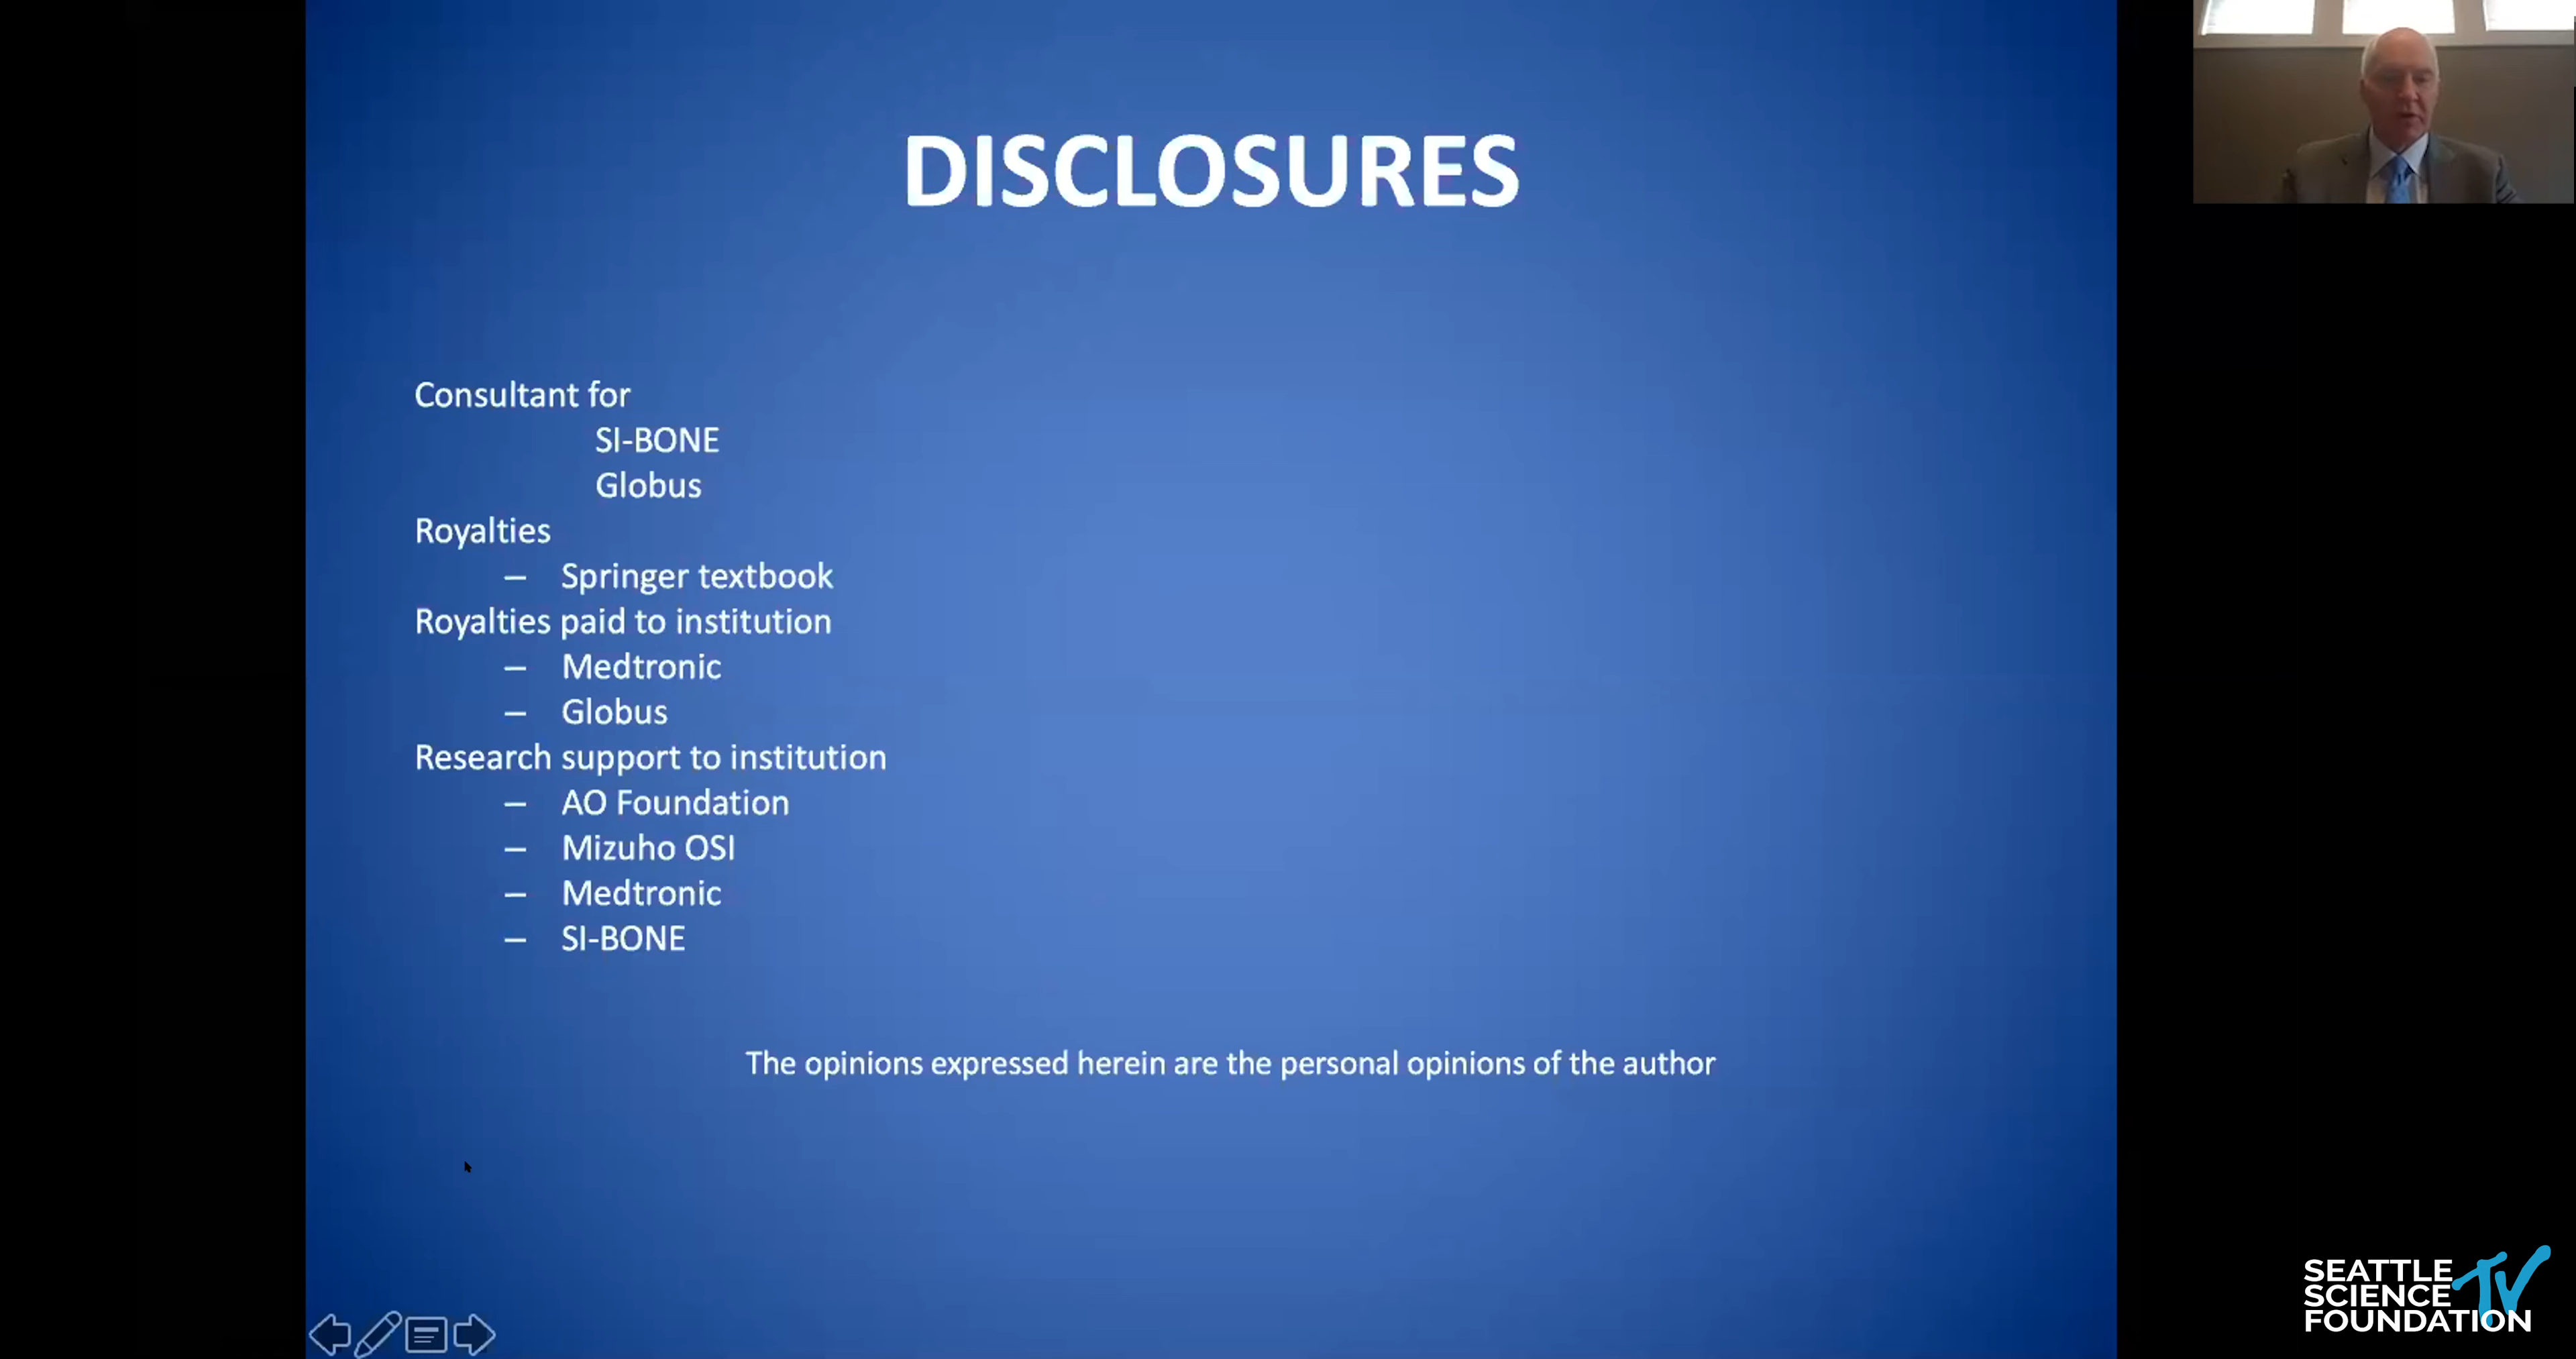 DISCLOSURES
Consultant for
SI-BONE
Globus
Royalties
– Springer textbook
Royalties paid to institution
– Medtronic
– Globus
Research support to institution
– AO Foundation
– Mizuho OSI
– Medtronic
– SI-BONE
The opinions expressed herein are the personal opinions of the author
SEATTLE
SCIENCE TV
FOUNDATION